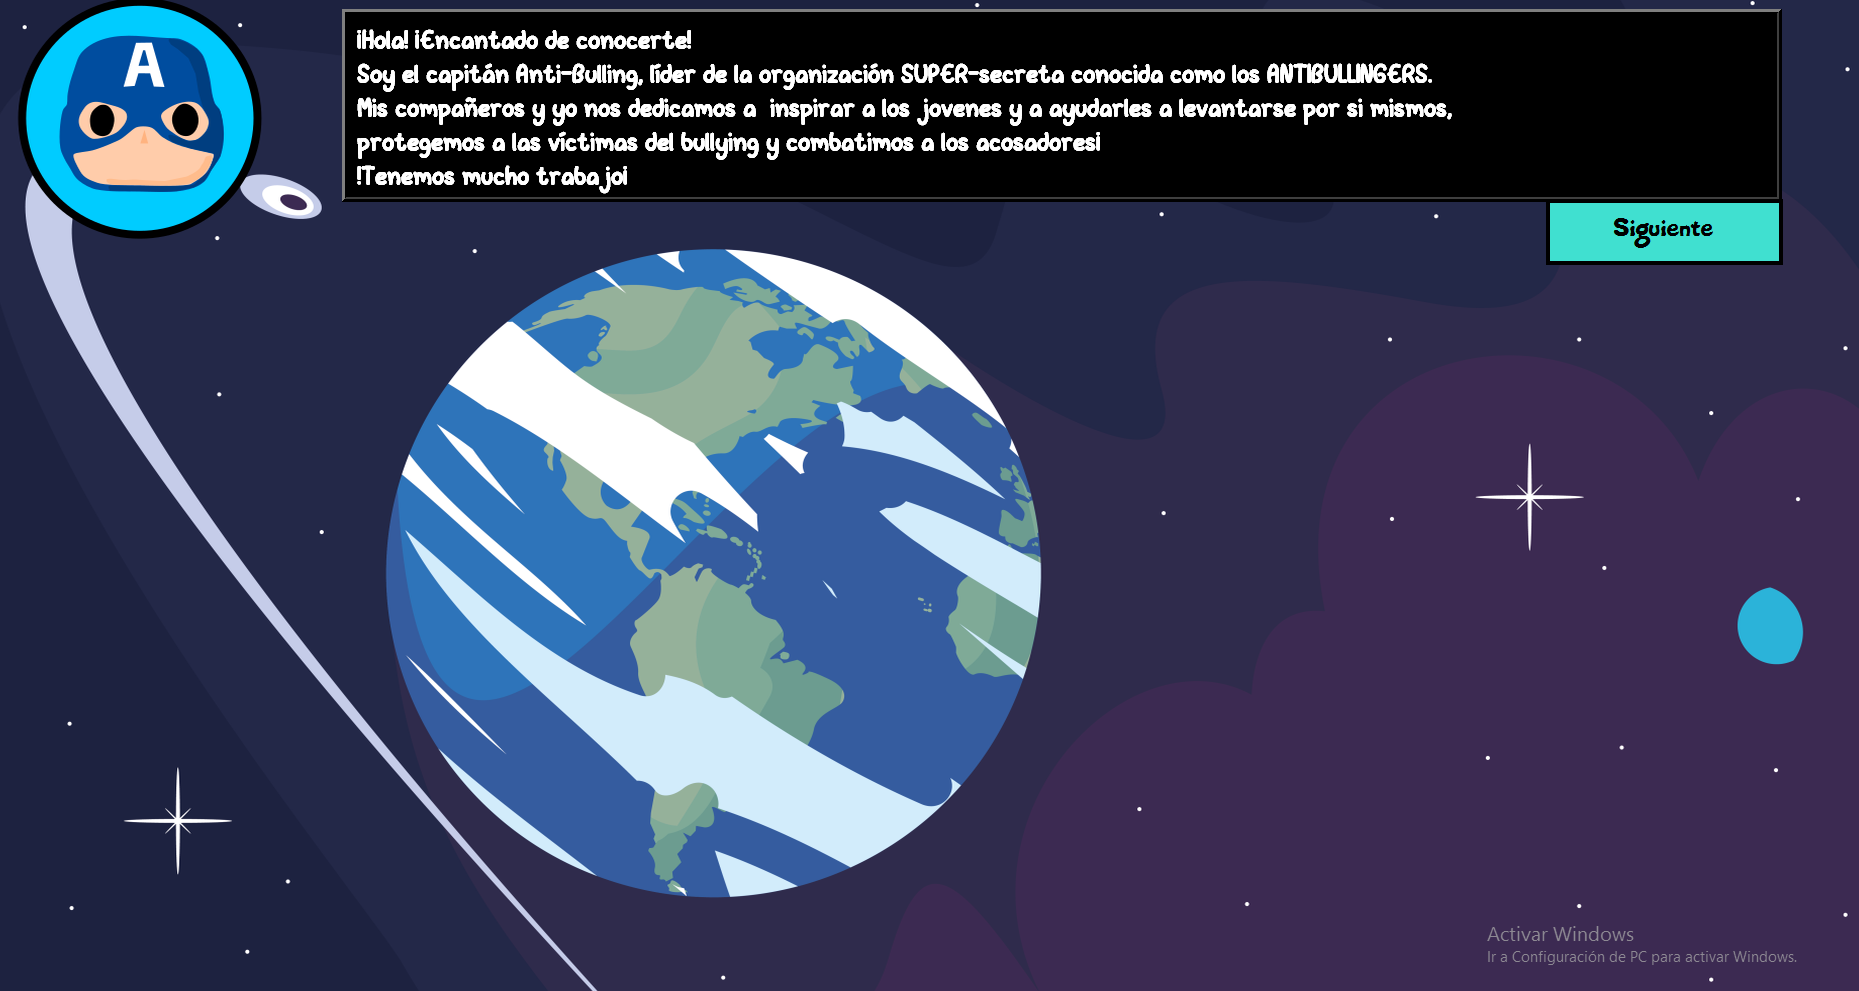 A
¡Hola! ¡Encantado de conocerte!
Soy el capitán Anti-Bulling, líder de la organización SUPER-secreta conocida como los ANTIBULLINGERS.
Mis compañeros y yo nos dedicamos a  inspirar a los jovenes y a ayudarles a levantarse por si mismos,
protegemos a las víctimas del bullying y combatimos a los acosadores¡
!Tenemos mucho trabajo¡
Siguiente
Activar Windows
Ir a Configuración de PC para activar Windows.